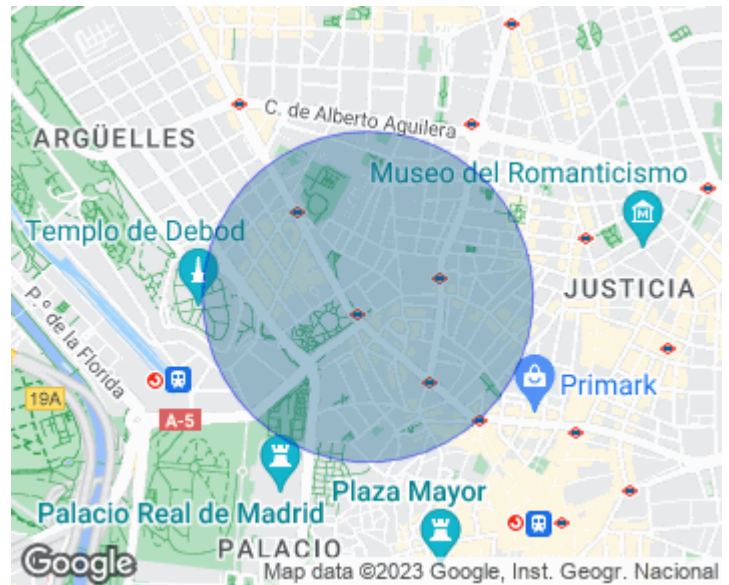 C. de Alberto Aguilera
ARGÜELLES
Museo del Romanticismo
M
Templo de Debod
JUSTICIA
P.º de la Florida
19A
A-5
Primark
Palacio Real de Madrid
Plaza Mayor
PALACIO
Google
Map data ©2023 Google, Inst. Geogr. Nacional